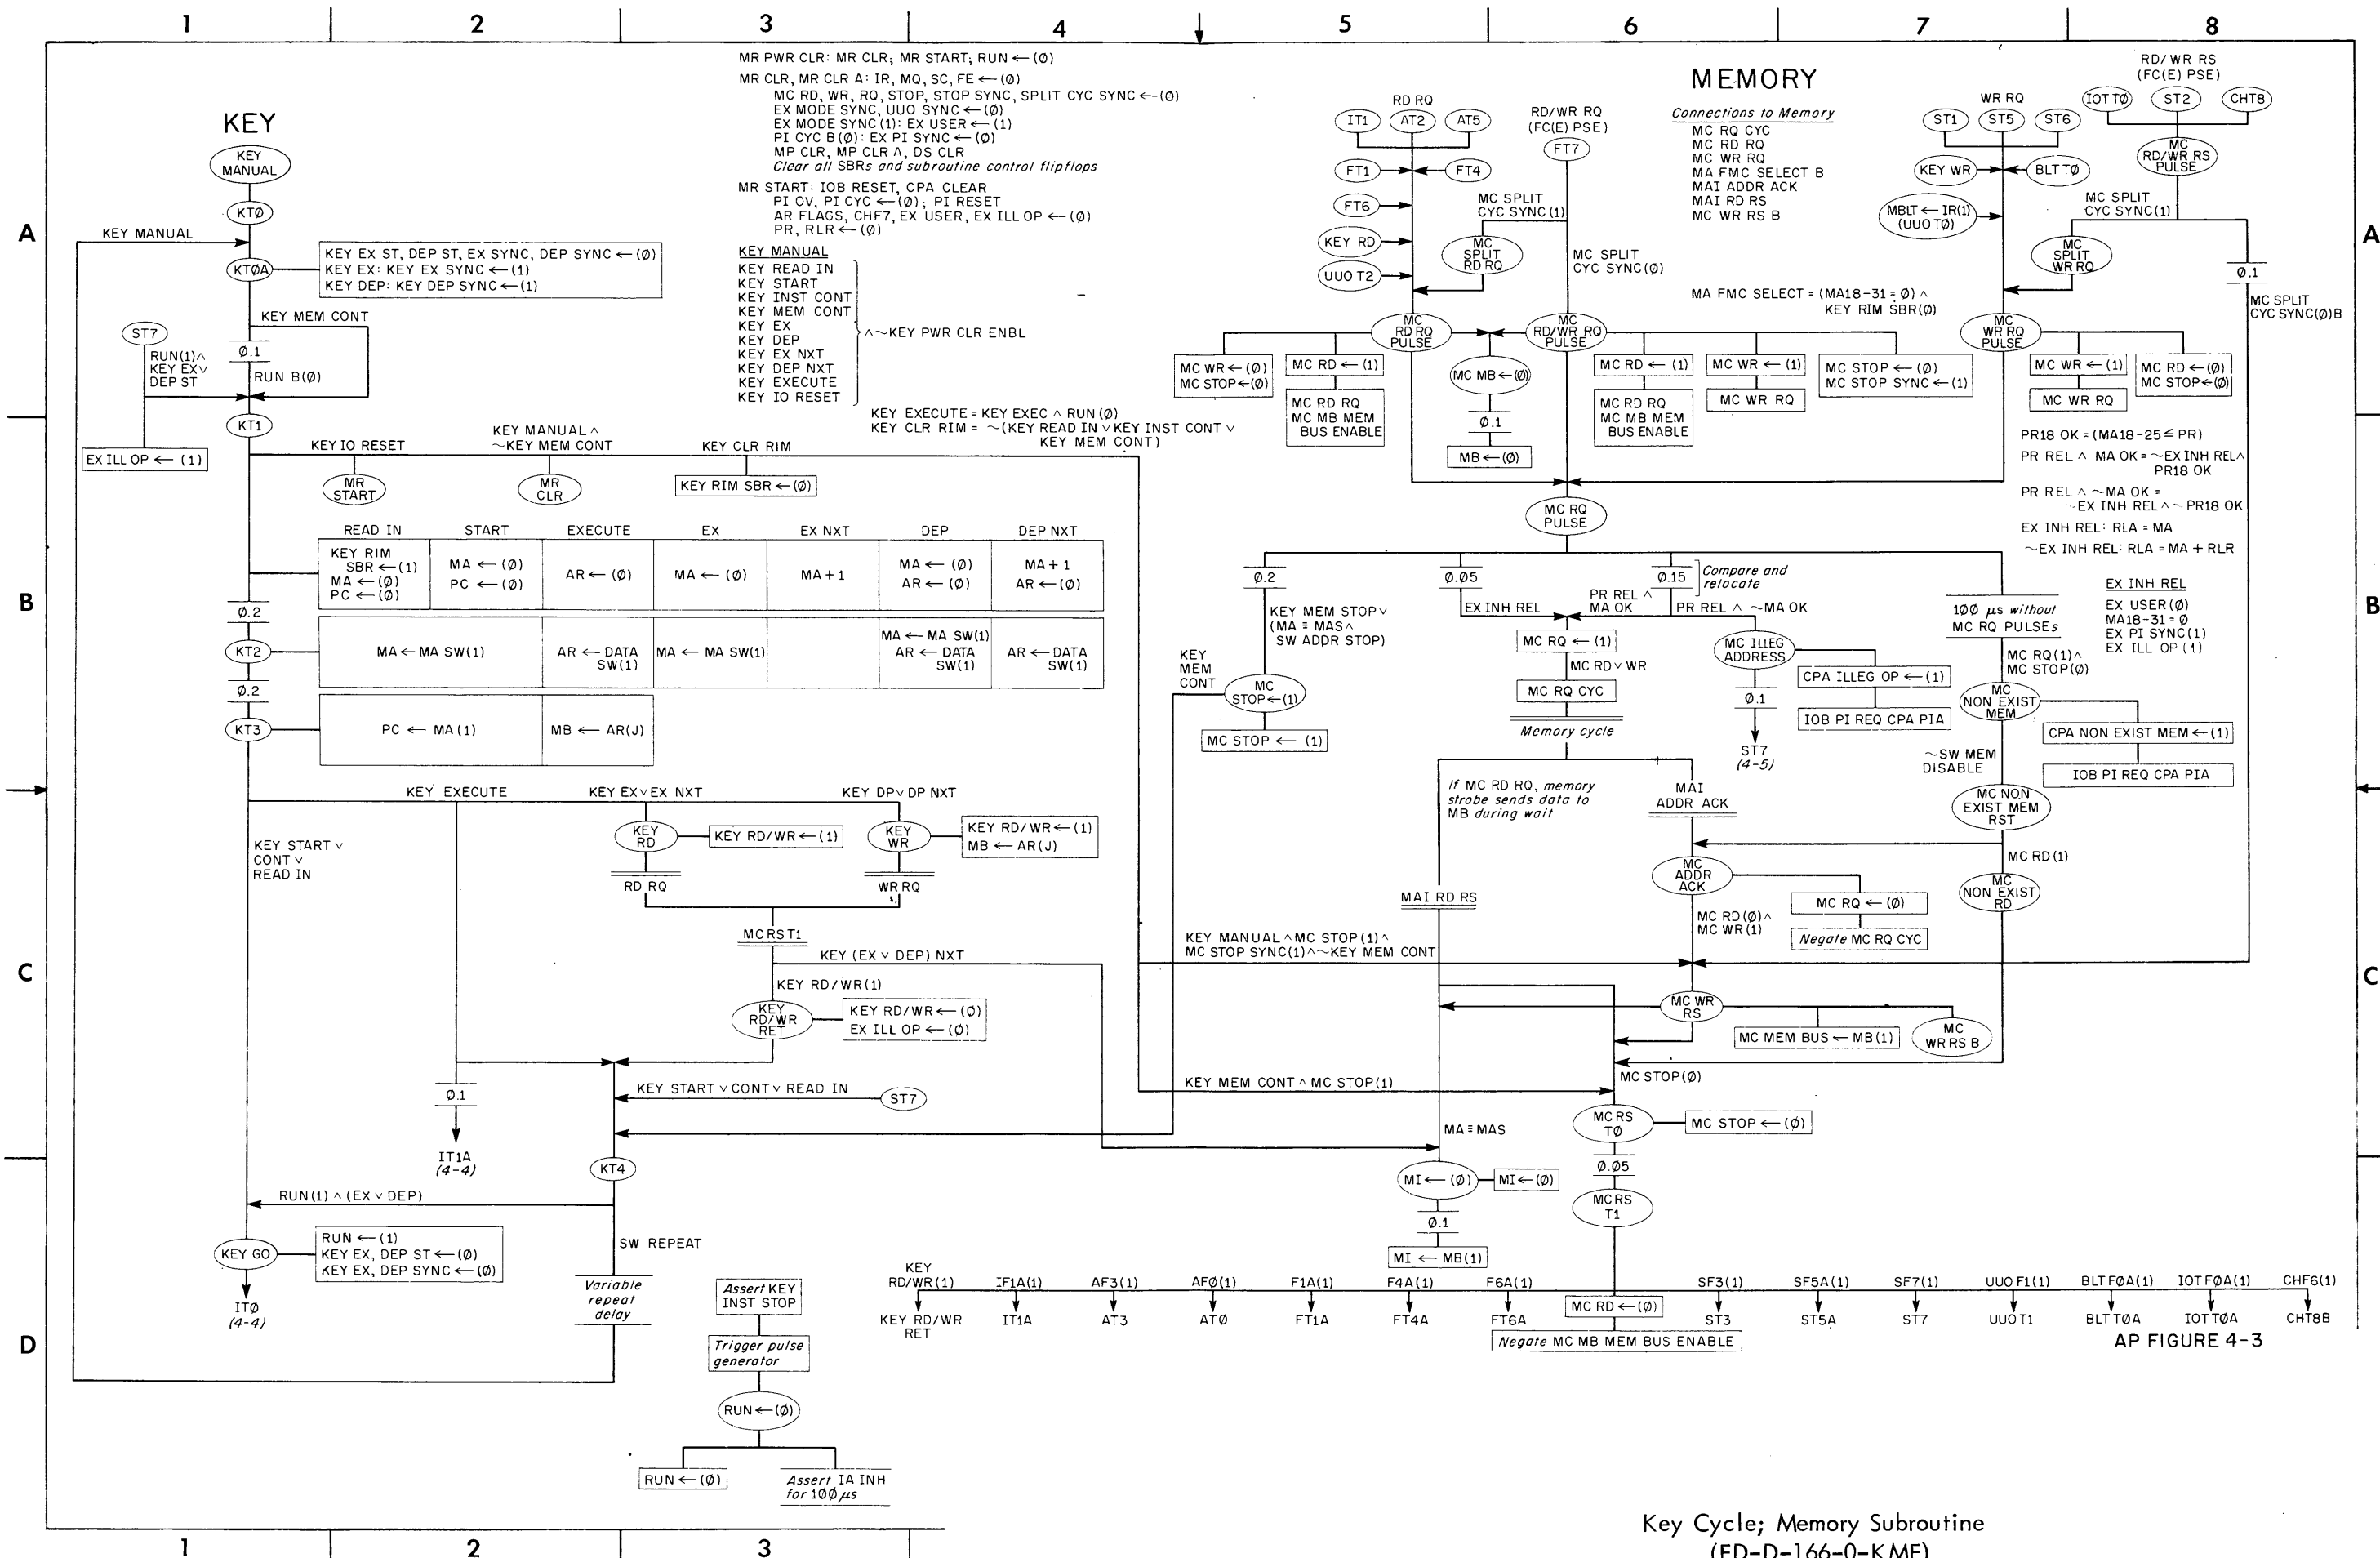 1 2 3 4 5 6 7 8
A
B
C
D
A
B
C
KEY
KEY MANUAL
KTØ
KEY MANUAL
KTØA
KEY EX ST, DEP ST, EX SYNC, DEP SYNC ← (Ø)
KEY EX: KEY EX SYNC ← (1)
KEY DEP: KEY DEP SYNC ← (1)
KEY MEM CONT
ST7
RUN(1)∧
KEY EX∨
DEP ST
Ø.1
RUN B(Ø)
KT1
EX ILL OP ← (1)
MR PWR CLR: MR CLR; MR START; RUN ← (Ø)
MR CLR, MR CLR A: IR, MQ, SC, FE ← (Ø)
MC RD, WR, RQ, STOP, STOP SYNC, SPLIT CYC SYNC ← (0)
EX MODE SYNC, UUO SYNC ← (Ø)
EX MODE SYNC(1): EX USER ← (1)
PI CYC B(Ø): EX PI SYNC ← (Ø)
MP CLR, MP CLR A, DS CLR
Clear all SBRs and subroutine control flipflops
MR START: IOB RESET, CPA CLEAR
PI OV, PI CYC ← (Ø); PI RESET
AR FLAGS, CHF7, EX USER, EX ILL OP ← (Ø)
PR, RLR ← (Ø)
KEY MANUAL
KEY READ IN
KEY START
KEY INST CONT
KEY MEM CONT
KEY EX
KEY DEP
KEY EX NXT
KEY DEP NXT
KEY EXECUTE
KEY IO RESET
∧∼KEY PWR CLR ENBL
KEY EXECUTE = KEY EXEC ∧ RUN(Ø)
KEY CLR RIM = ∼(KEY READ IN ∨ KEY INST CONT ∨
KEY MEM CONT)
KEY IO RESET
MR START
KEY MANUAL ∧
∼KEY MEM CONT
MR CLR
KEY CLR RIM
KEY RIM SBR ← (Ø)
READ IN START EXECUTE EX EX NXT DEP DEP NXT
KEY RIM
SBR ← (1)
MA ← (Ø)
PC ← (Ø)
MA ← (Ø)
PC ← (Ø)
AR ← (Ø)
MA ← (Ø)
MA + 1
MA ← (Ø)
AR ← (Ø)
MA + 1
AR ← (Ø)
Ø.2
KT2
MA ← MA SW(1)
AR ← DATA
SW(1)
MA ← MA SW(1)
MA ← MA SW(1)
AR ← DATA
SW(1)
AR ← DATA
SW(1)
Ø.2
KT3
PC ← MA (1)
MB ← AR(J)
KEY EXECUTE
KEY EX∨EX NXT
KEY DP∨DP NXT
KEY START ∨
CONT ∨
READ IN
KEY RD
KEY RD/WR ← (1)
KEY WR
KEY RD/WR ← (1)
MB ← AR(J)
RD RQ
WR RQ
MC RS T1
KEY (EX ∨ DEP) NXT
KEY RD/WR(1)
KEY RD/WR RET
KEY RD/WR ← (Ø)
EX ILL OP ← (Ø)
Ø.1
IT1A
(4-4)
KEY START ∨ CONT ∨ READ IN
ST7
KT4
RUN(1) ∧ (EX ∨ DEP)
KEY GO
RUN ← (1)
KEY EX, DEP ST ← (Ø)
KEY EX, DEP SYNC ← (Ø)
ITØ
(4-4)
SW REPEAT
Variable
repeat
delay
Assert KEY
INST STOP
Trigger pulse
generator
RUN ← (Ø)
RUN ← (Ø)
Assert IA INH
for 1ØØ μs
MEMORY
RD RQ
IT1 AT2 AT5
FT1 FT4
FT6
KEY RD
UUO T2
RD/WR RQ
(FC(E) PSE)
FT7
MC SPLIT
CYC SYNC(1)
MC SPLIT RD RQ
MC SPLIT
CYC SYNC(Ø)
Connections to Memory
MC RQ CYC
MC RD RQ
MC WR RQ
MA FMC SELECT B
MAI ADDR ACK
MAI RD RS
MC WR RS B
MA FMC SELECT = (MA18-31 = Ø) ∧
KEY RIM SBR(Ø)
WR RQ
ST1 ST5 ST6
KEY WR BLT TØ
MBLT ← IR(1)
(UUO TØ)
RD/WR RS
(FC(E) PSE)
IOT TØ ST2 CHT8
MC RD/WR RS PULSE
MC SPLIT
CYC SYNC(1)
MC SPLIT WR RQ
Ø.1
MC SPLIT
CYC SYNC(Ø)B
MC RD RQ PULSE
MC RD/WR RQ PULSE
MC WR RQ PULSE
MC WR ← (Ø)
MC STOP ← (Ø)
MC RD ← (1)
MC RD RQ
MC MB MEM
BUS ENABLE
MC MB ← (Ø)
Ø.1
MB ← (Ø)
MC RD ← (1)
MC RD RQ
MC MB MEM
BUS ENABLE
MC WR ← (1)
MC WR RQ
MC STOP ← (Ø)
MC STOP SYNC ← (1)
MC WR ← (1)
MC WR RQ
MC RD ← (Ø)
MC STOP ← (Ø)
PR18 OK = (MA18-25 ≤ PR)
PR REL ∧ MA OK = ∼EX INH REL∧
PR18 OK
PR REL ∧ ∼MA OK =
∼EX INH REL ∧ ∼PR18 OK
EX INH REL: RLA = MA
∼EX INH REL: RLA = MA + RLR
EX INH REL
EX USER (Ø)
MA18-31 = Ø
EX PI SYNC(1)
EX ILL OP (1)
MC RQ PULSE
Ø.2
Ø.05
Ø.15
Compare and
relocate
KEY MEM STOP ∨
(MA ≡ MAS ∧
SW ADDR STOP)
EX INH REL
PR REL ∧
MA OK
PR REL ∧ ∼MA OK
1ØØ μs without
MC RQ PULSEs
MC RQ(1)∧
MC STOP(Ø)
KEY
MEM
CONT
MC STOP ← (1)
MC STOP ← (1)
MC RQ ← (1)
MC RD ∨ WR
MC RQ CYC
Memory cycle
MC ILLEG ADDRESS
CPA ILLEG OP ← (1)
IOB PI REQ CPA PIA
Ø.1
ST7
(4-5)
MC NON EXIST MEM
CPA NON EXIST MEM ← (1)
IOB PI REQ CPA PIA
∼SW MEM
DISABLE
MC NON EXIST MEM RST
If MC RD RQ, memory
strobe sends data to
MB during wait
MAI
ADDR ACK
MC RD (1)
MC NON EXIST RD
MC ADDR ACK
MC RQ ← (Ø)
Negate MC RQ CYC
MAI RD RS
MC RD(Ø)∧
MC WR(1)
KEY MANUAL ∧ MC STOP(1)∧
MC STOP SYNC(1)∧∼KEY MEM CONT
MC WR RS
MC MEM BUS ← MB(1)
MC WR RS B
KEY MEM CONT ∧ MC STOP(1)
MC STOP(Ø)
MC RS TØ
MC STOP ← (Ø)
MA ≡ MAS
Ø.Ø5
MI ← (Ø)
MI ← (Ø)
MC RS T1
Ø.1
MI ← MB(1)
KEY
RD/WR(1) IF1A(1) AF3(1) AFØ(1) F1A(1) F4A(1) F6A(1) SF3(1) SF5A(1) SF7(1) UUO F1(1) BLT FØA(1) IOT FØA(1) CHF6(1)
MC RD ← (Ø)
KEY RD/WR
RET IT1A AT3 ATØ FT1A FT4A FT6A ST3 ST5A ST7 UUO T1 BLT TØA IOT TØA CHT8B
Negate MC MB MEM BUS ENABLE
AP FIGURE 4-3
Key Cycle; Memory Subroutine
(FD-D-166-0-KMF)
1 2 3